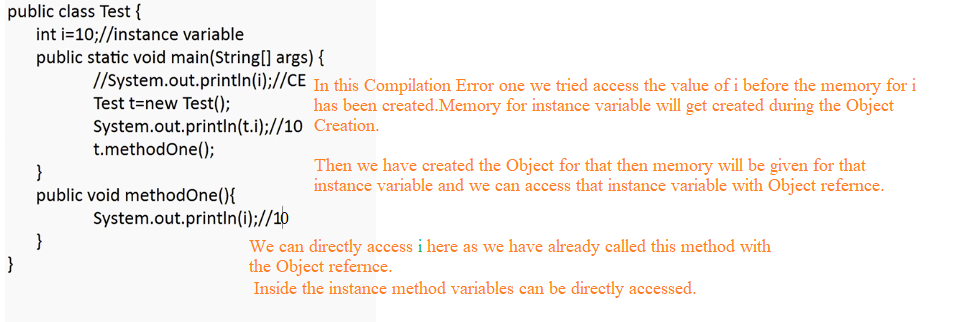 public class Test {
int i=10;//instance variable
public static void main(String[] args) {
//System.out.println(i);//CE
Test t=new Test();
System.out.println(t.i);//10
t.methodOne();
}
public void methodOne(){
System.out.println(i);//10
}
}
In this Compilation Error one we tried access the value of i before the memory for i
has been created.Memory for instance variable will get created during the Object
Creation.
Then we have created the Object for that then memory will be given for that
instance variable and we can access that instance variable with Object refernce.
We can directly access i here as we have already called this method with
the Object refernce.
Inside the instance method variables can be directly accessed.